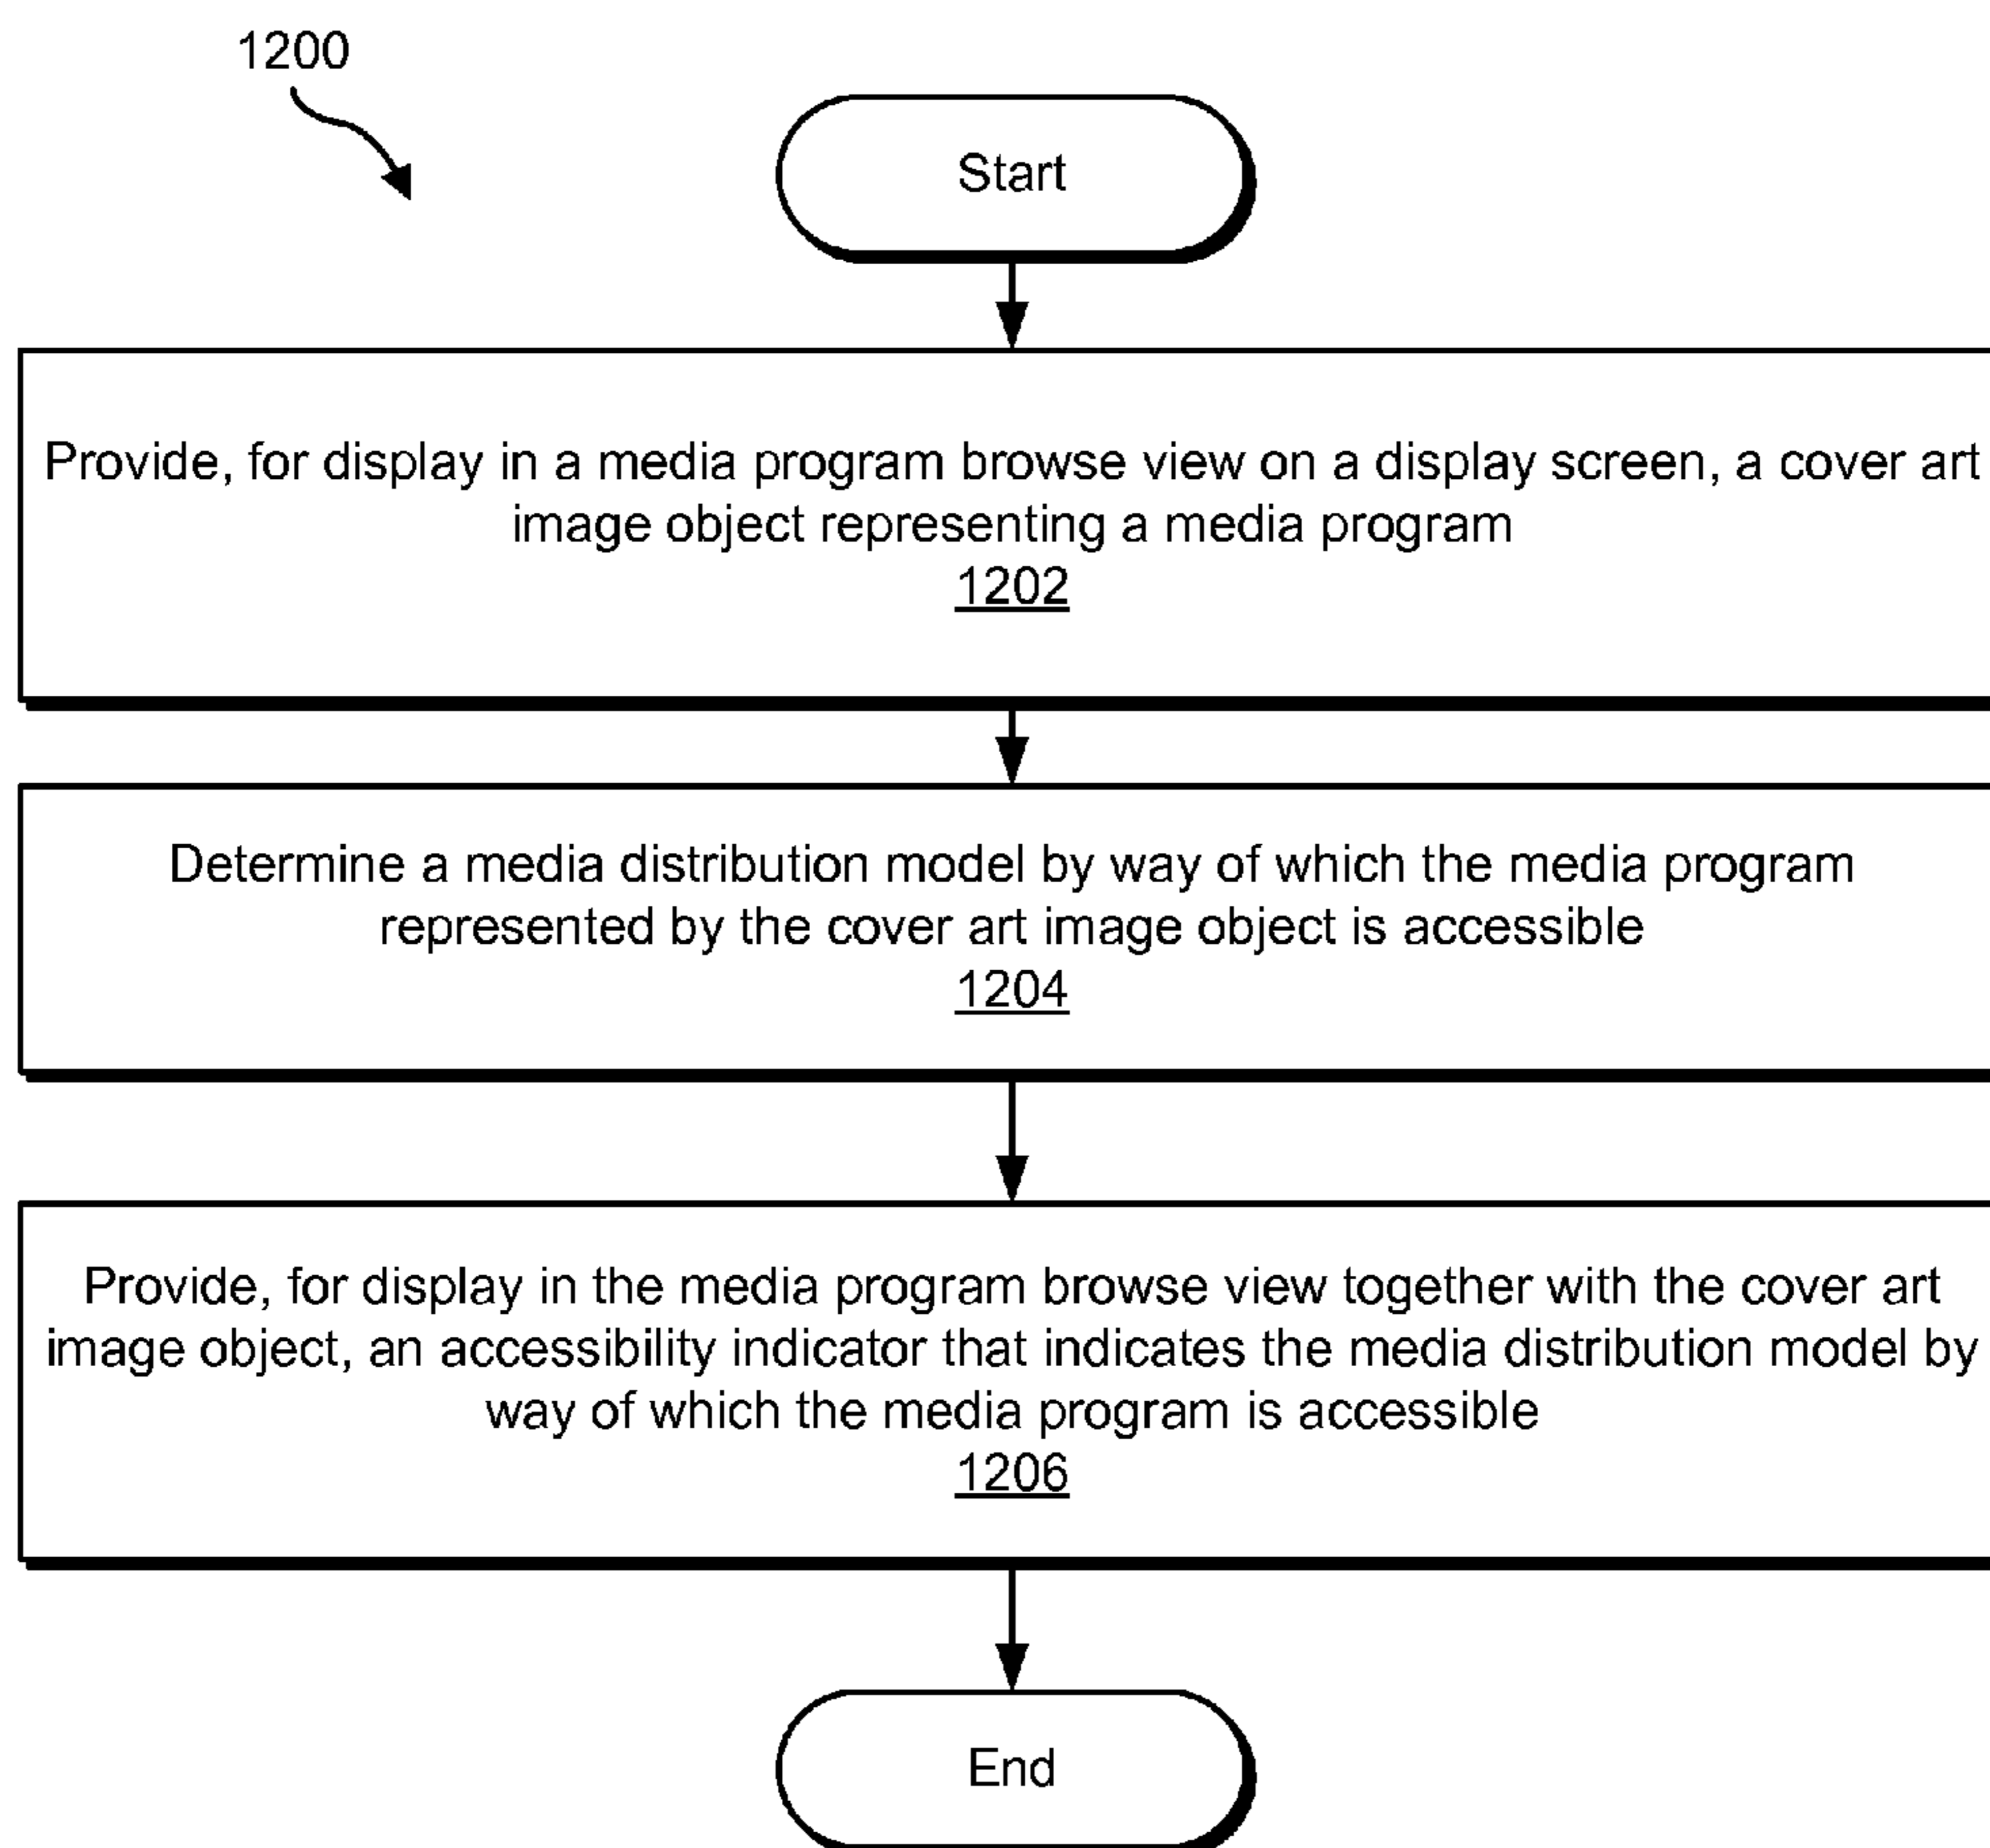 1200
Start
Provide, for display in a media program browse view on a display screen, a cover art
image object representing a media program
1202
Determine a media distribution model by way of which the media program
represented by the cover art image object is accessible
1204
Provide, for display in the media program browse view together with the cover art
image object, an accessibility indicator that indicates the media distribution model by
way of which the media program is accessible
1206
End